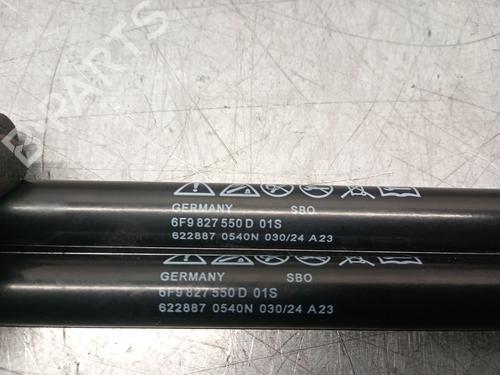 B-PARTS
GERMANY SBO
6F9 827 550 D 01S
622887 0540N 030/24 A23
GERMANY SBO
6F9 827 550 D 01S
622887 0540N 030/24 A23